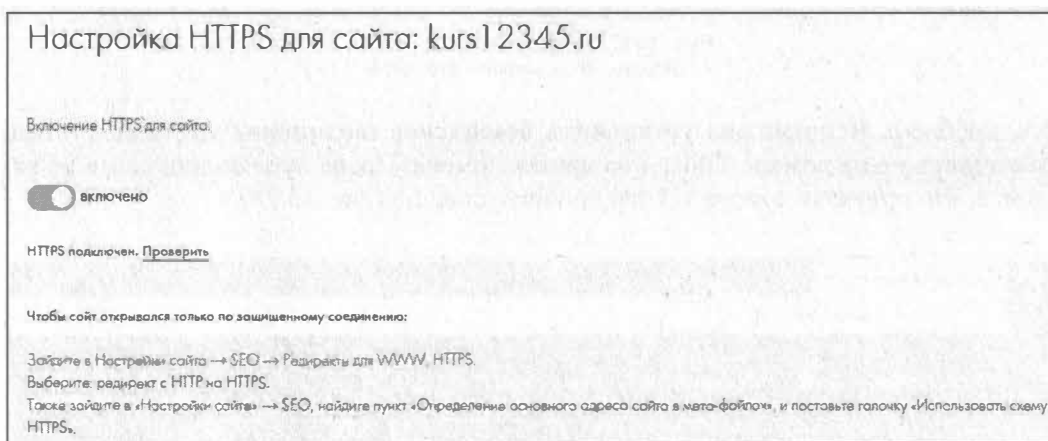 Настройка HTTPS для сайта: kurs12345.ru
Включение HTTPS для сайта.
включено
HTTPS подключен. Проверить
Чтобы сайт открывался только по защищенному соединению:
Зайдите в Настройки сайта → SEO → Редиректы для WWW, HTTPS.
Выберите: редирект с HTTP на HTTPS.
Также зайдите в «Настройки сайта» → SEO, найдите пункт «Определение основного адреса сайта в мета-файлах», и поставьте галочку «Использовать схему
HTTPS».